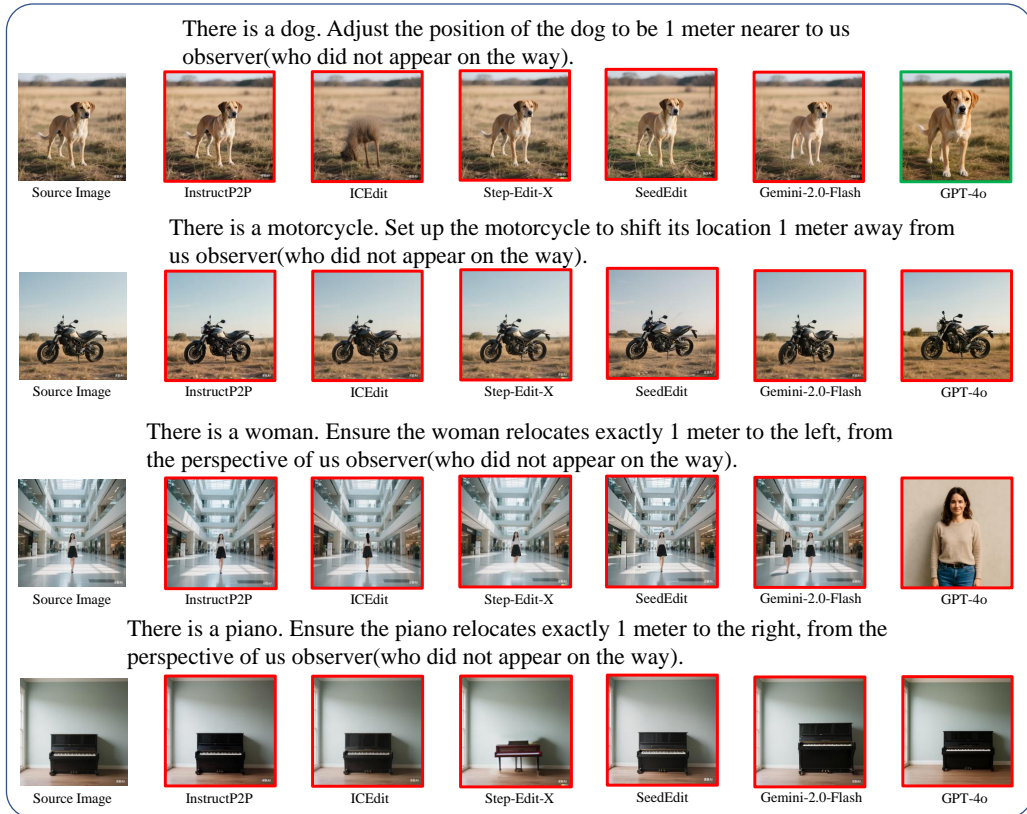 There is a dog. Adjust the position of the dog to be 1 meter nearer to us
observer(who did not appear on the way).
Source Image InstructP2P ICEdit Step-Edit-X SeedEdit Gemini-2.0-Flash GPT-4o
There is a motorcycle. Set up the motorcycle to shift its location 1 meter away from
us observer(who did not appear on the way).
Source Image InstructP2P ICEdit Step-Edit-X SeedEdit Gemini-2.0-Flash GPT-4o
There is a woman. Ensure the woman relocates exactly 1 meter to the left, from
the perspective of us observer(who did not appear on the way).
Source Image InstructP2P ICEdit Step-Edit-X SeedEdit Gemini-2.0-Flash GPT-4o
There is a piano. Ensure the piano relocates exactly 1 meter to the right, from the
perspective of us observer(who did not appear on the way).
Source Image InstructP2P ICEdit Step-Edit-X SeedEdit Gemini-2.0-Flash GPT-4o